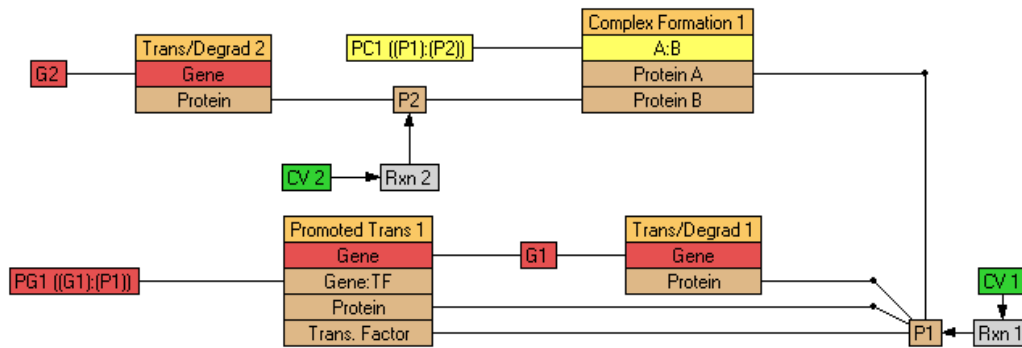 Complex Formation 1
Trans/Degrad 2
PC1 ((P1):(P2))
A:B
G2
Gene
Protein A
Protein
P2
Protein B
CV 2
Rxn 2
Promoted Trans 1
Trans/Degrad 1
Gene
G1
Gene
PG1 ((G1):(P1))
Gene:TF
Protein
CV 1
Protein
Trans. Factor
P1
Rxn 1